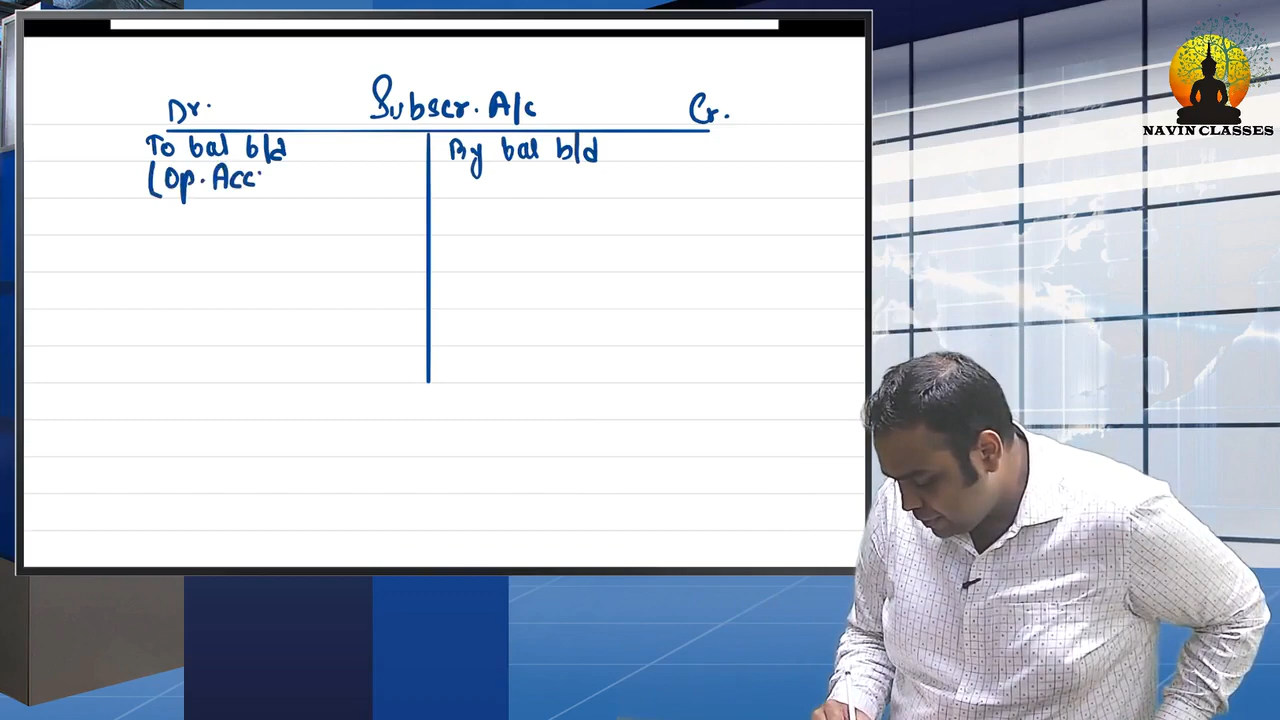 Dr. Subscr. A/c Cr.
To bal b/d By bal b/d
(Op. Acc.
NAVIN CLASSES